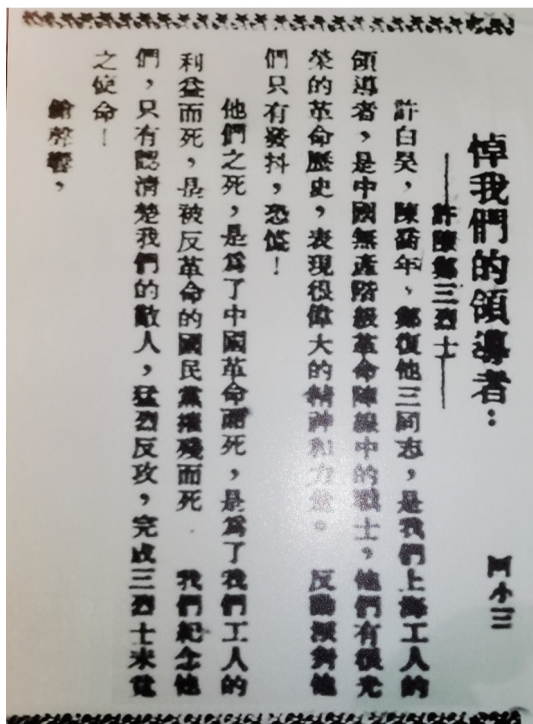 悼我們的領導者：
——許陳鄭三烈士——
阿小三
許白昊，陳喬年，鄭復他三同志，是我們上海工人的
領導者，是中國無產階級革命陣線中的戰士，他們有很光
榮的革命歷史，表現很偉大的精神和力量。反動派對他
們只有發抖，恐慌！
他們之死，是爲了中國革命而死，是爲了我們工人的
利益而死，是被反革命的國民黨摧殘而死．我們紀念他
們，只有認清楚我們的敵人，猛烈反攻，完成三烈士未竟
之使命！
鎗聲響，